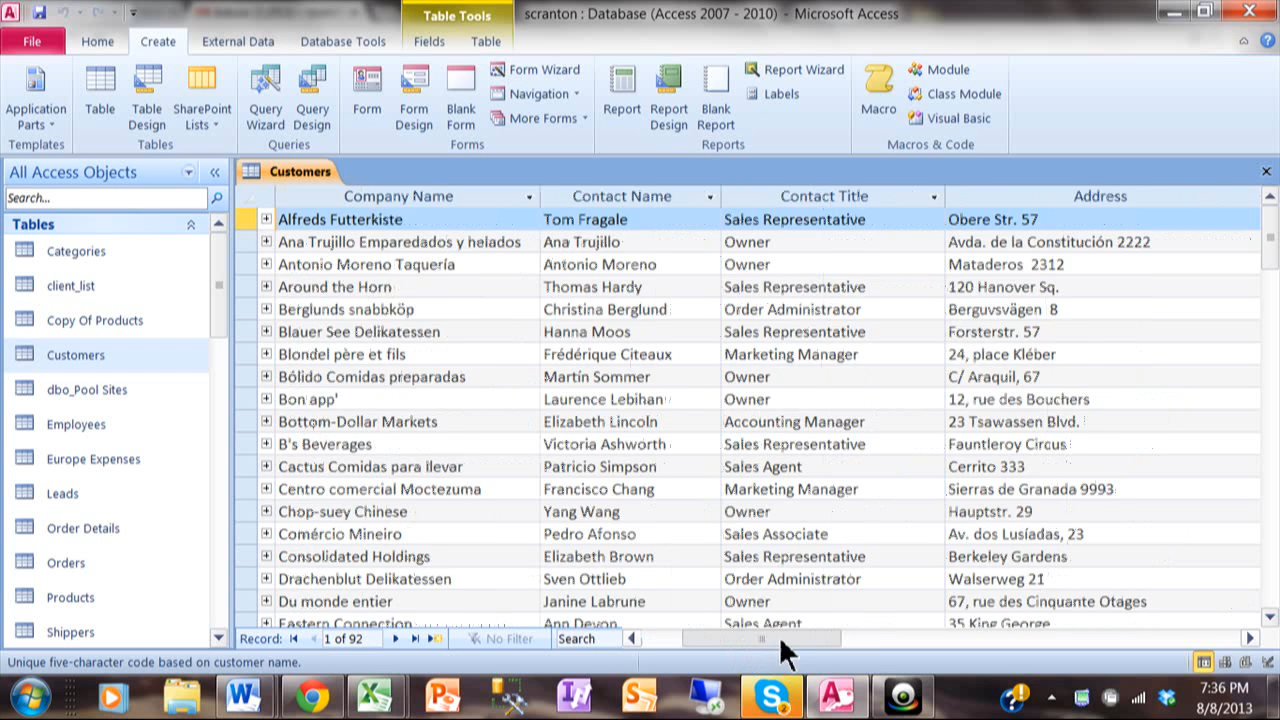 Table Tools
scranton : Database (Access 2007 - 2010) - Microsoft Access
File Home Create External Data Database Tools Fields Table
Application Parts
Table
Table Design
SharePoint Lists
Query Wizard
Query Design
Form
Form Design
Blank Form
Form Wizard
Navigation
More Forms
Report
Report Design
Blank Report
Report Wizard
Labels
Macro
Module
Class Module
Visual Basic
Templates Tables Queries Forms Reports Macros & Code
All Access Objects
Search...
Tables
Categories
client_list
Copy Of Products
Customers
dbo_Pool Sites
Employees
Europe Expenses
Leads
Order Details
Orders
Products
Shippers
Customers
Company Name Contact Name Contact Title Address
Alfreds Futterkiste Tom Fragale Sales Representative Obere Str. 57
Ana Trujillo Emparedados y helados Ana Trujillo Owner Avda. de la Constitución 2222
Antonio Moreno Taquería Antonio Moreno Owner Mataderos 2312
Around the Horn Thomas Hardy Sales Representative 120 Hanover Sq.
Berglunds snabbköp Christina Berglund Order Administrator Berguvsvägen 8
Blauer See Delikatessen Hanna Moos Sales Representative Forsterstr. 57
Blondel père et fils Frédérique Citeaux Marketing Manager 24, place Kléber
Bólido Comidas preparadas Martín Sommer Owner C/ Araquil, 67
Bon app' Laurence Lebihan Owner 12, rue des Bouchers
Bottom-Dollar Markets Elizabeth Lincoln Accounting Manager 23 Tsawassen Blvd.
B's Beverages Victoria Ashworth Sales Representative Fauntleroy Circus
Cactus Comidas para llevar Patricio Simpson Sales Agent Cerrito 333
Centro comercial Moctezuma Francisco Chang Marketing Manager Sierras de Granada 9993
Chop-suey Chinese Yang Wang Owner Hauptstr. 29
Comércio Mineiro Pedro Afonso Sales Associate Av. dos Lusíadas, 23
Consolidated Holdings Elizabeth Brown Sales Representative Berkeley Gardens
Drachenblut Delikatessen Sven Ottlieb Order Administrator Walserweg 21
Du monde entier Janine Labrune Owner 67, rue des Cinquante Otages
Eastern Connection Ann Devon Sales Agent 35 King George
Record: 1 of 92 No Filter Search
Unique five-character code based on customer name.
7:36 PM
8/8/2013